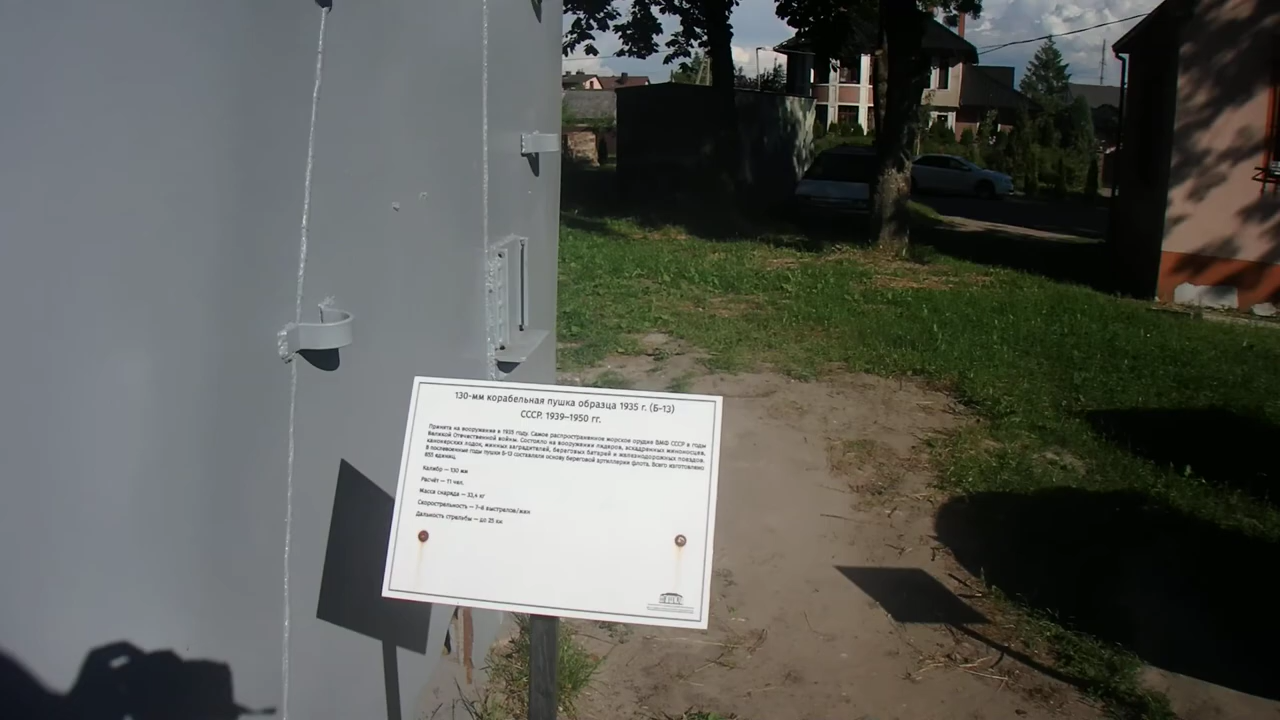 130-мм корабельная пушка образца 1935 г. (Б-13)
СССР. 1939–1950 гг.
Принята на вооружение в 1935 году. Самое распространенное морское орудие ВМФ СССР в годы
Великой Отечественной войны. Состояло на вооружении лидеров, эскадренных миноносцев,
канонерских лодок, минных заградителей, береговых батарей и железнодорожных поездов.
В послевоенные годы пушки Б-13 составляли основу береговой артиллерии флота. Всего изготовлено
единиц.
Калибр — 130 мм
Расчёт — 11 чел.
Масса снаряда — 33,4 кг
Скорострельность — 7–8 выстрелов/мин
Дальность стрельбы — до 25 км